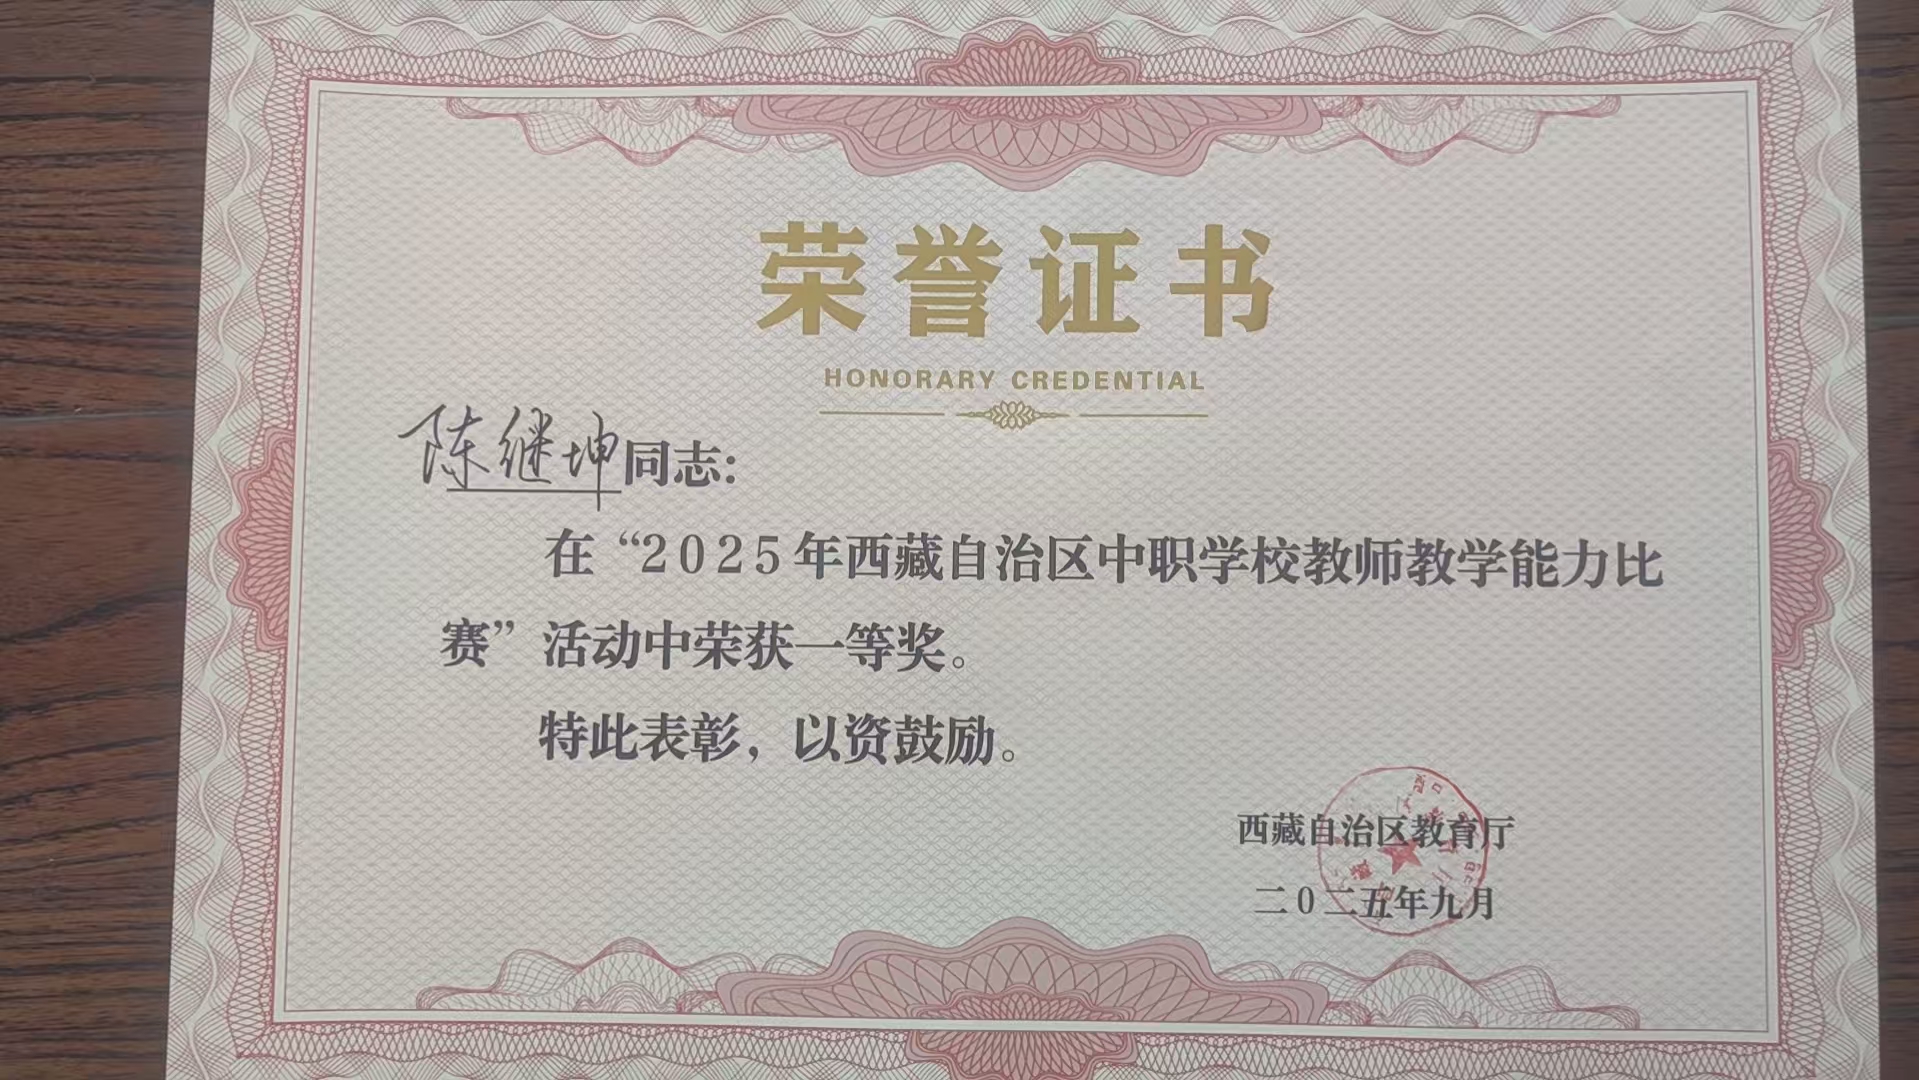 荣誉证书
HONORARY CREDENTIAL
陈继坤同志：
在“2025年西藏自治区中职学校教师教学能力比
赛”活动中荣获一等奖。
特此表彰，以资鼓励。
西藏自治区教育厅
二0二五年九月